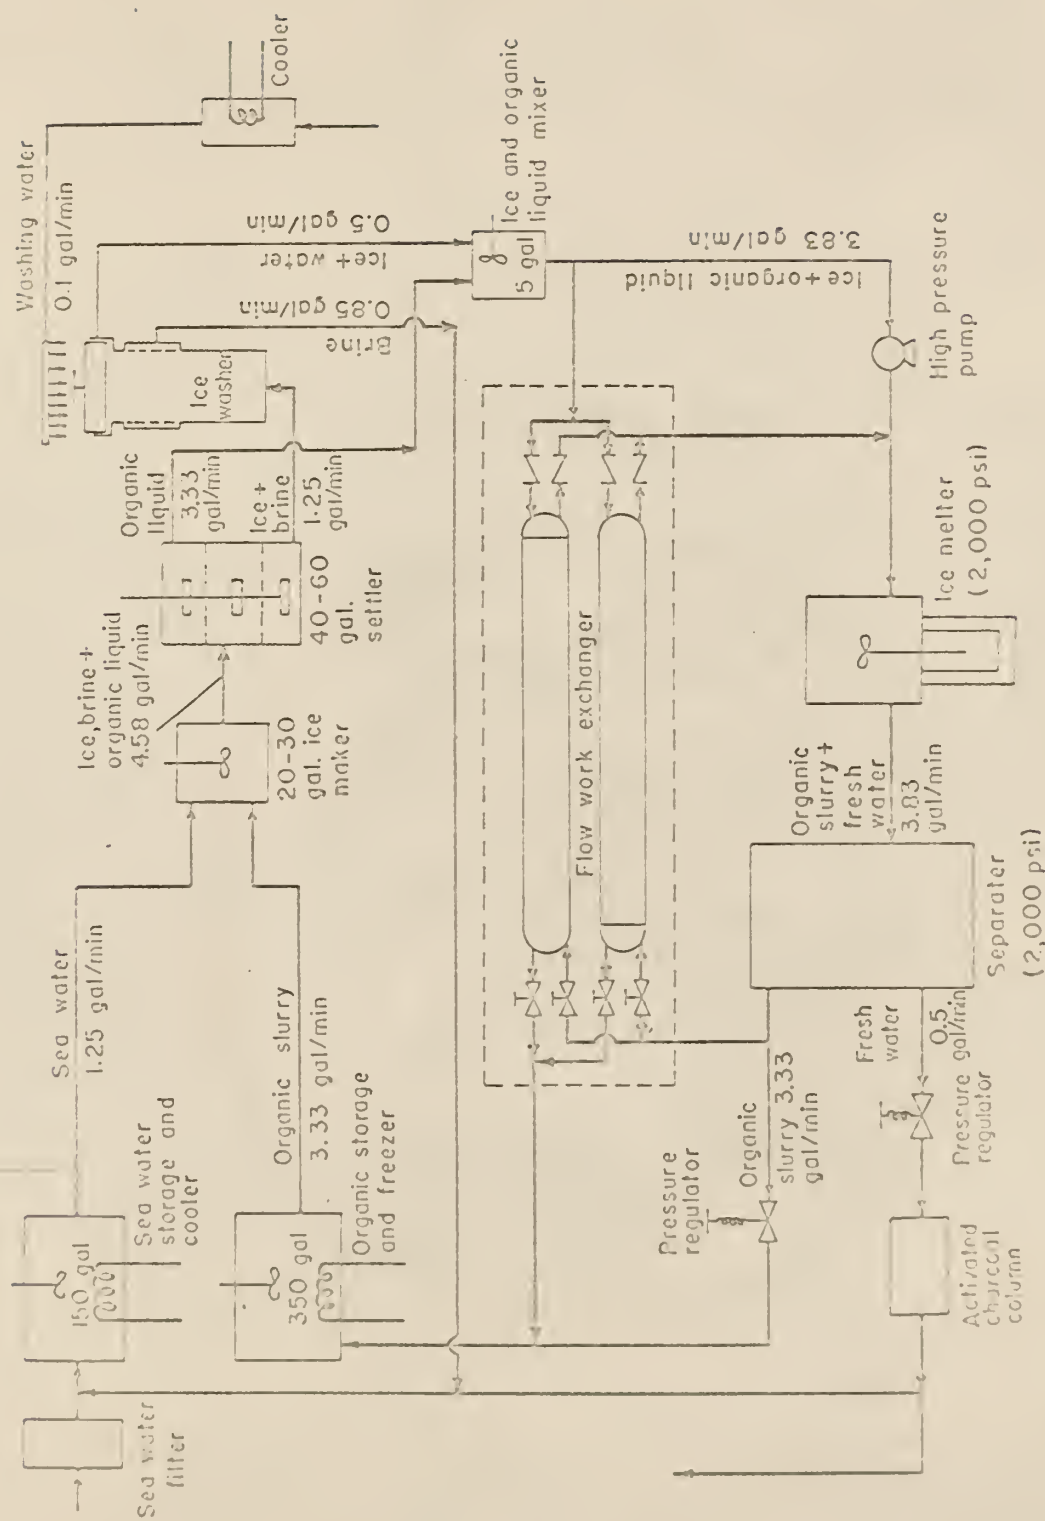 Sea water
filter
150 gal
Sea water
storage and
cooler
Sea water
1.25 gal/min
350 gal
Organic storage
and freezer
Organic slurry
3.33 gal/min
20-30
gal. ice
maker
Ice, brine+
organic liquid
4.58 gal/min
40-60
gal.
settler
Organic
liquid
3.33
gal/min
Ice+
brine
1.25
gal/min
Ice
washer
Washing water
0.1 gal/min
Cooler
Ice+water
0.5 gal/min
Brine
0.85 gal/min
5 gal
Ice and organic
liquid mixer
Ice+organic liquid
3.83 gal/min
High pressure
pump
Flow work exchanger
Ice melter
(2,000 psi)
Organic
slurry+
fresh
water
3.83
gal/min
Separater
(2,000 psi)
Fresh
water
0.5
gal/min
Pressure
regulator
Organic
slurry 3.33
gal/min
Pressure
regulator
Activated
charcoal
column